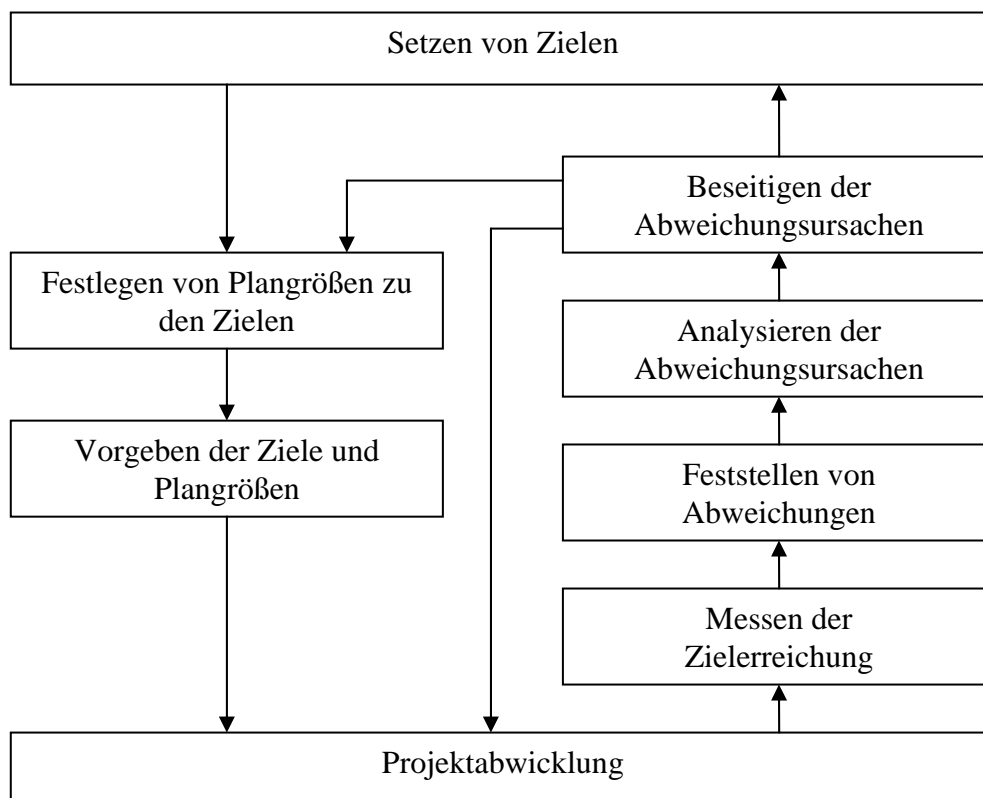 Setzen von Zielen
Beseitigen der
Abweichungsursachen
Festlegen von Plangrößen zu
den Zielen
Analysieren der
Abweichungsursachen
Vorgeben der Ziele und
Plangrößen
Feststellen von
Abweichungen
Messen der
Zielerreichung
Projektabwicklung